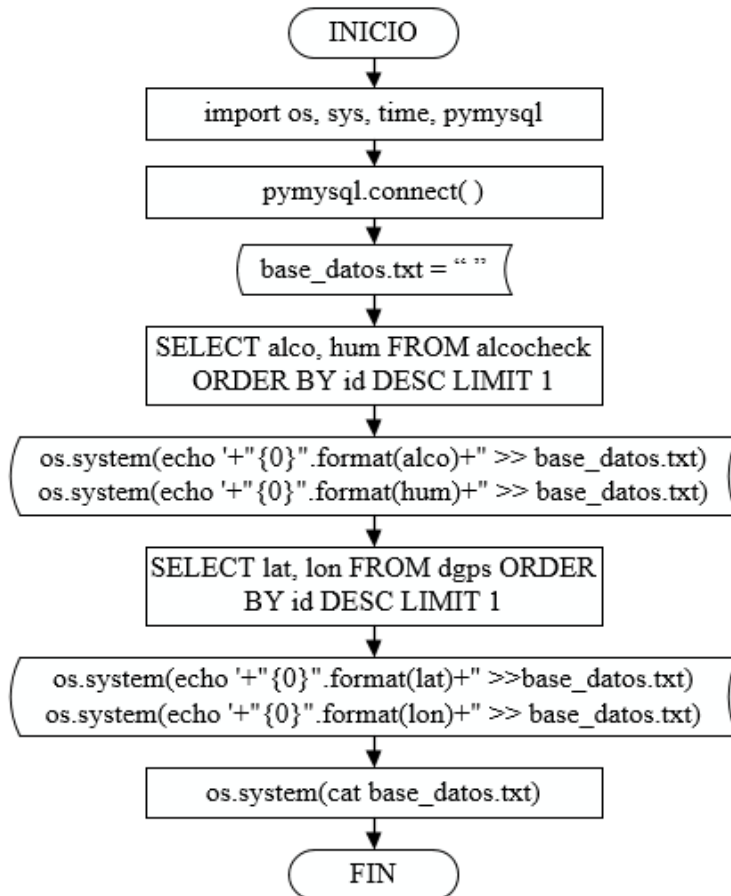 INICIO
import os, sys, time, pymysql
pymysql.connect( )
base_datos.txt = “ ”
SELECT alco, hum FROM alcocheck
ORDER BY id DESC LIMIT 1
os.system(echo '+"{0}".format(alco)+" >> base_datos.txt)
os.system(echo '+"{0}".format(hum)+" >> base_datos.txt)
SELECT lat, lon FROM dgps ORDER
BY id DESC LIMIT 1
os.system(echo '+"{0}".format(lat)+" >>base_datos.txt)
os.system(echo '+"{0}".format(lon)+" >> base_datos.txt)
os.system(cat base_datos.txt)
FIN